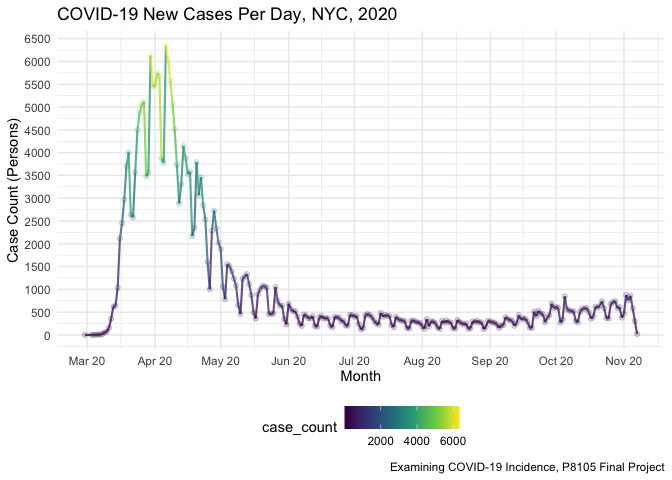 COVID-19 New Cases Per Day, NYC, 2020
6500
6000
5500
5000
4500
4000
3500
3000
2500
2000
1500
1000
500
0
Case Count (Persons)
Mar 20 Apr 20 May 20 Jun 20 Jul 20 Aug 20 Sep 20 Oct 20 Nov 20
Month
case_count
2000 4000 6000
Examining COVID-19 Incidence, P8105 Final Project